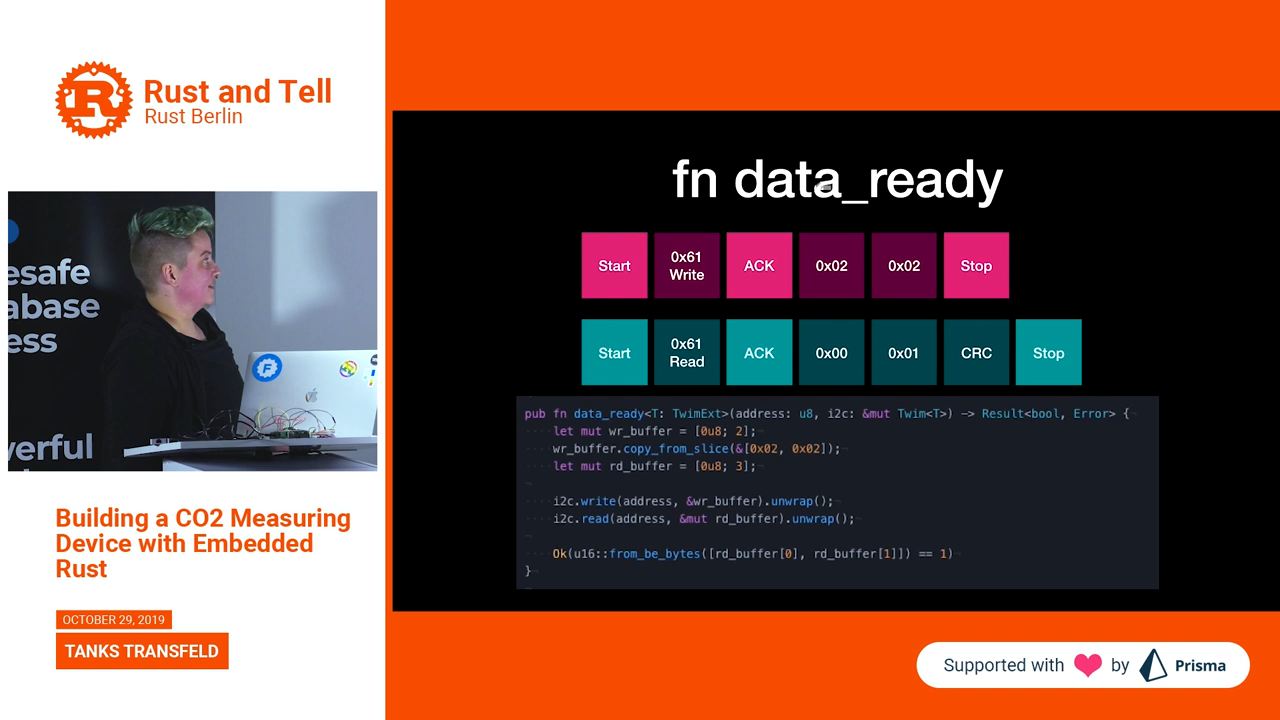 Rust and Tell
Rust Berlin
esafe
abase
ess
verful
Building a CO2 Measuring
Device with Embedded
Rust
OCTOBER 29, 2019
TANKS TRANSFELD
fn data_ready
Start
0x61
Write
ACK
0x02
0x02
Stop
Start
0x61
Read
ACK
0x00
0x01
CRC
Stop
pub fn data_ready<T: TwimExt>(address: u8, i2c: &mut Twim<T>) -> Result<bool, Error> {
let mut wr_buffer = [0u8; 2];
wr_buffer.copy_from_slice(&[0x02, 0x02]);
let mut rd_buffer = [0u8; 3];
i2c.write(address, &wr_buffer).unwrap();
i2c.read(address, &mut rd_buffer).unwrap();
Ok(u16::from_be_bytes([rd_buffer[0], rd_buffer[1]]) == 1)
}
Supported with
by
Prisma